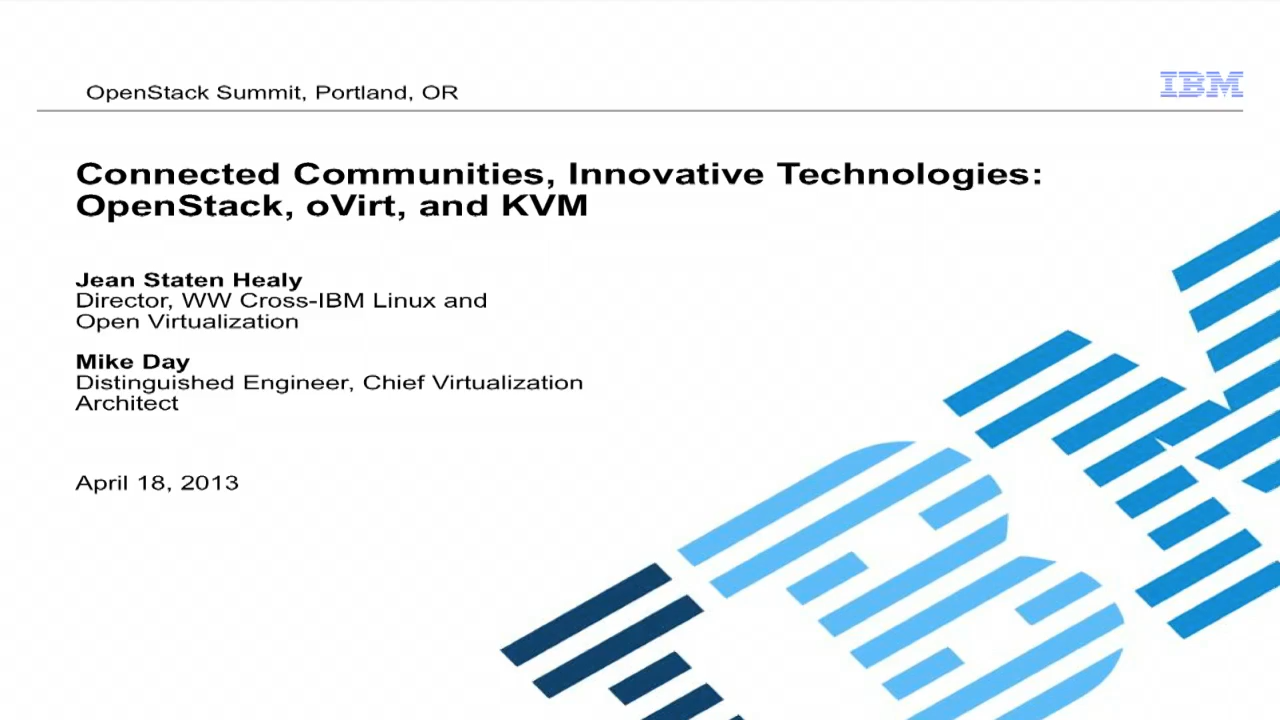 OpenStack Summit, Portland, OR
IBM
Connected Communities, Innovative Technologies:
OpenStack, oVirt, and KVM
Jean Staten Healy
Director, WW Cross-IBM Linux and
Open Virtualization
Mike Day
Distinguished Engineer, Chief Virtualization
Architect
April 18, 2013
IBM